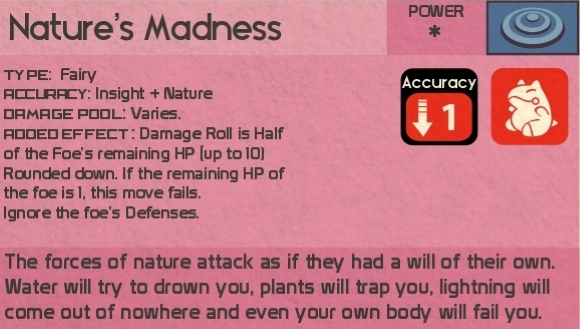 Nature's Madness
POWER
*
TYPE: Fairy
ACCURACY: Insight + Nature
DAMAGE POOL: Varies.
ADDED EFFECT: Damage Roll is Half
of the Foe's remaining HP (up to 10)
Rounded down. If the remaining HP of
the foe is 1, this move fails.
Ignore the foe's Defenses.
Accuracy
1
The forces of nature attack as if they had a will of their own.
Water will try to drown you, plants will trap you, lightning will
come out of nowhere and even your own body will fail you.